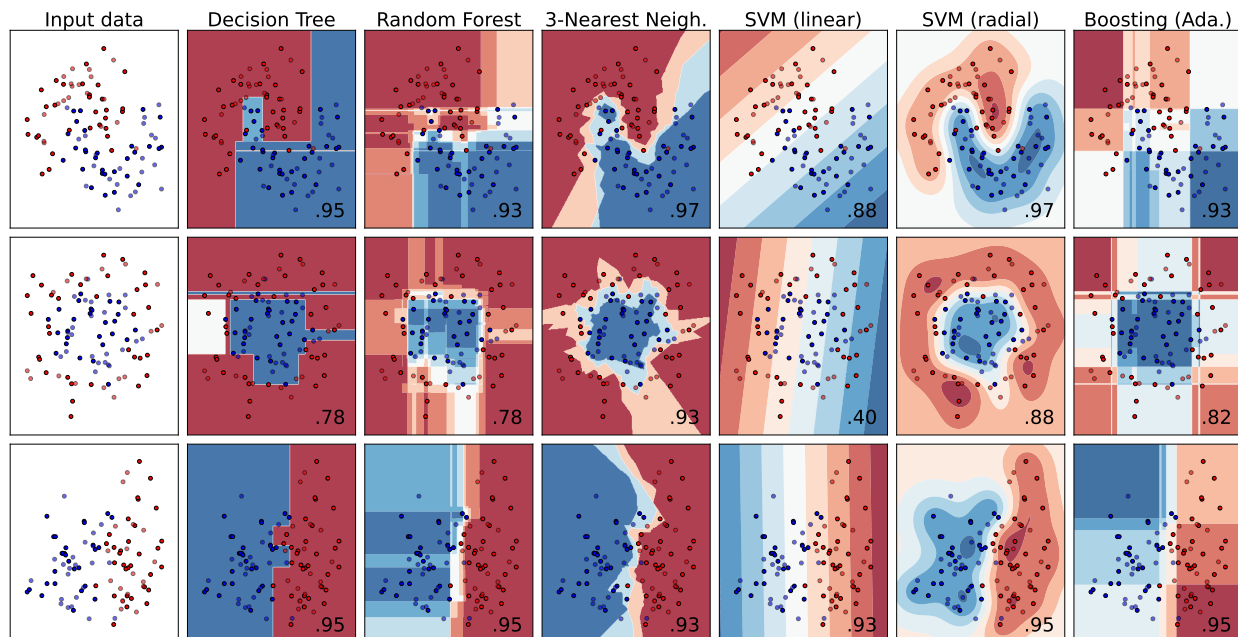 Input data
Decision Tree
Random Forest
3-Nearest Neigh.
SVM (linear)
SVM (radial)
Boosting (Ada.)
.95
.93
.97
.88
.97
.93
.78
.78
.93
.40
.88
.82
.95
.95
.93
.93
.95
.95